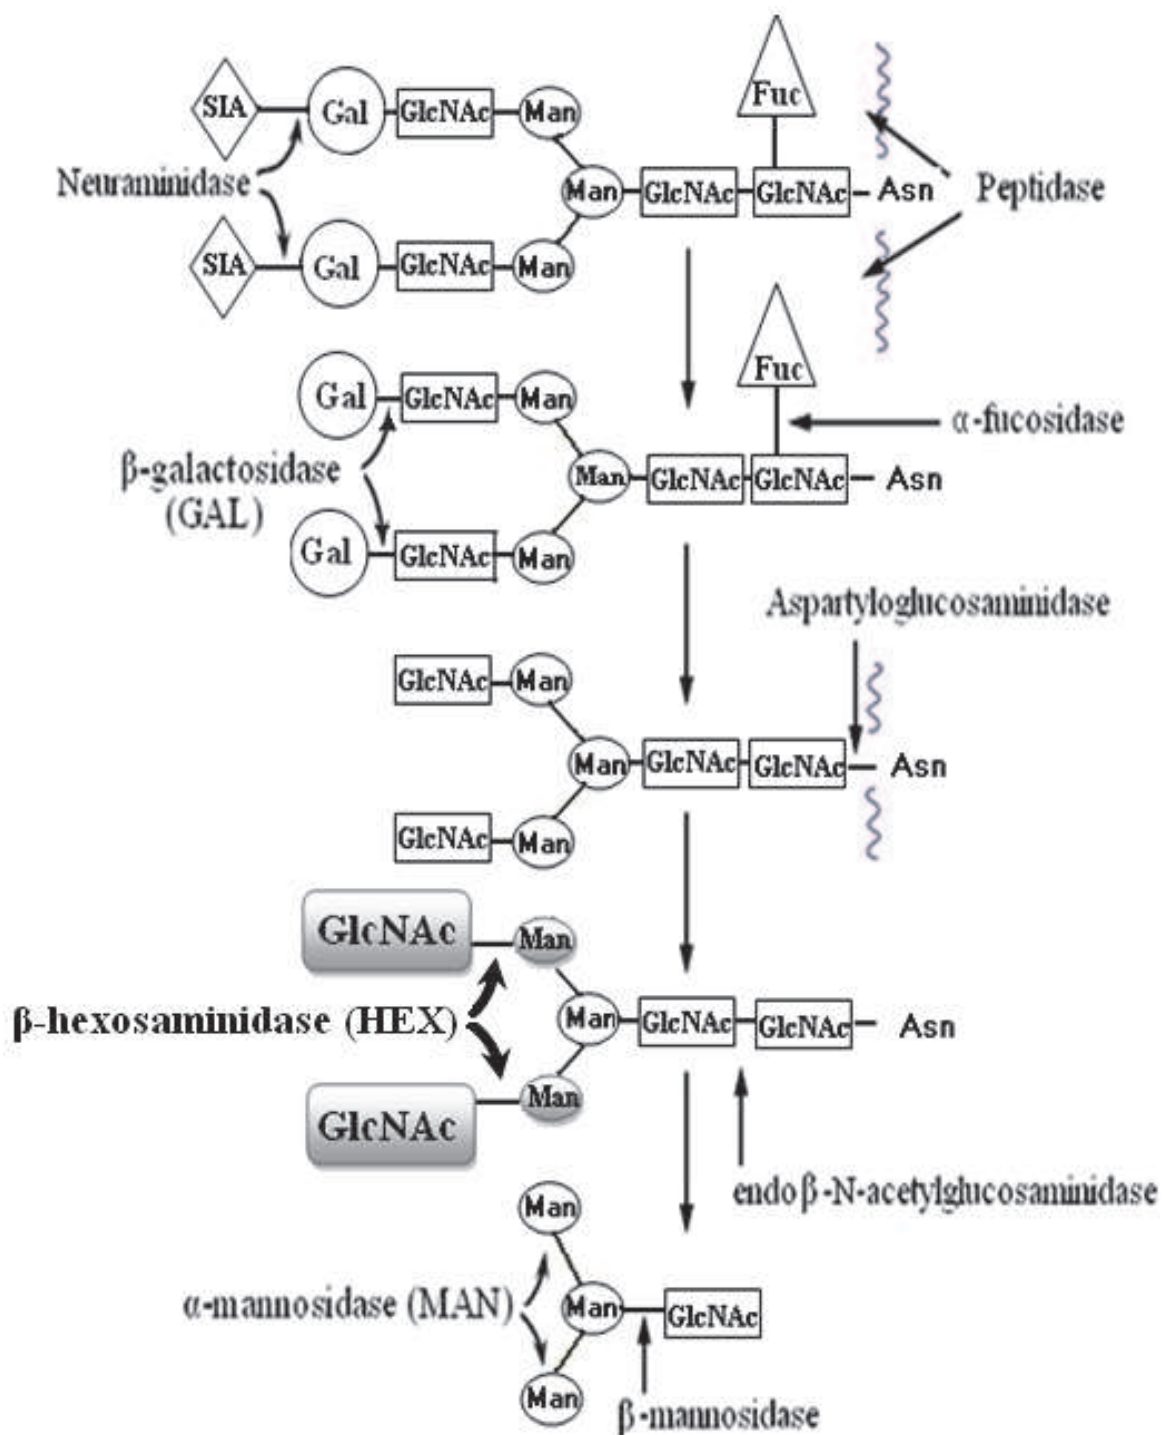 Fuc
SIA Gal GlcNAc Man
Neuraminidase
Man GlcNAc GlcNAc Asn
Peptidase
SIA Gal GlcNAc Man
Fuc
Gal GlcNAc Man
α-fucosidase
β-galactosidase
(GAL)
Man GlcNAc GlcNAc Asn
Gal GlcNAc Man
Aspartyloglucosaminidase
GlcNAc Man
Man GlcNAc GlcNAc Asn
GlcNAc Man
GlcNAc Man
β-hexosaminidase (HEX)
Man GlcNAc GlcNAc Asn
GlcNAc Man
endo β-N-acetylglucosaminidase
Man
α-mannosidase (MAN)
Man GlcNAc
Man
β-mannosidase